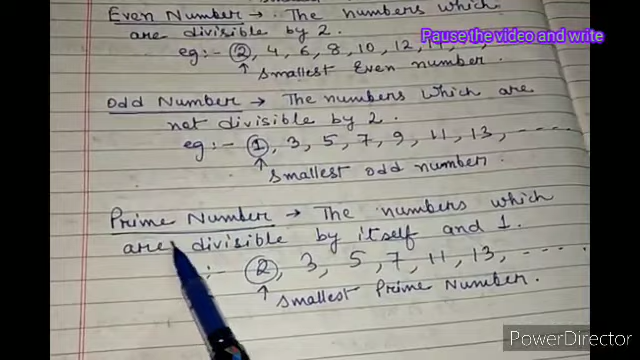 Even Number → The numbers which
are divisible by 2.
Pause the video and write
eg:- 2, 4, 6, 8, 10, 12,
↑ smallest Even number.
Odd Number → The numbers which are
not divisible by 2.
eg:- 1, 3, 5, 7, 9, 11, 13, ----
↑ smallest odd number.
Prime Number → The numbers which
are divisible by itself and 1.
:- 2, 3, 5, 7, 11, 13, ----.
↑ smallest Prime Number.
PowerDirector